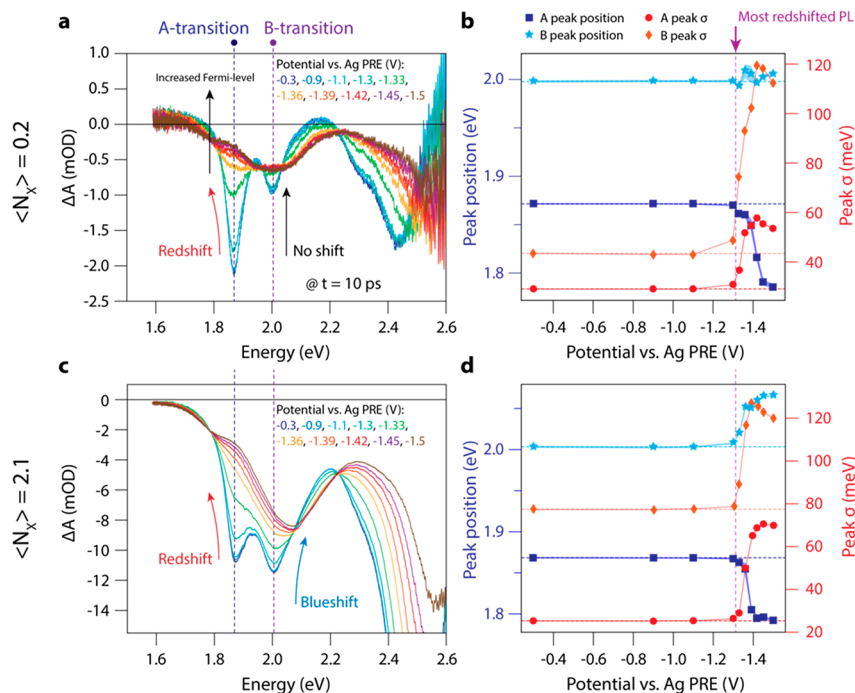 a
A-transition B-transition
Increased Fermi-level
Potential vs. Ag PRE (V):
-0.3, -0.9, -1.1, -1.3, -1.33,
-1.36, -1.39, -1.42, -1.45, -1.5
1.0
0.5
0.0
-0.5
-1.0
-1.5
-2.0
-2.5
ΔA (mOD)
<N_X> = 0.2
Redshift
No shift
@ t = 10 ps
1.6 1.8 2.0 2.2 2.4 2.6
Energy (eV)
b
A peak position A peak σ
B peak position B peak σ
Most redshifted PL
2.0
1.9
1.8
Peak position (eV)
120
100
80
60
40
Peak σ (meV)
-0.4 -0.6 -0.8 -1.0 -1.2 -1.4
Potential vs. Ag PRE (V)
c
Potential vs. Ag PRE (V):
-0.3, -0.9, -1.1, -1.3, -1.33,
-1.36, -1.39, -1.42, -1.45, -1.5
0
-2
-4
-6
-8
-10
-12
-14
ΔA (mOD)
<N_X> = 2.1
Redshift
Blueshift
1.6 1.8 2.0 2.2 2.4 2.6
Energy (eV)
d
2.0
1.9
1.8
Peak position (eV)
120
100
80
60
40
20
Peak σ (meV)
-0.4 -0.6 -0.8 -1.0 -1.2 -1.4
Potential vs. Ag PRE (V)